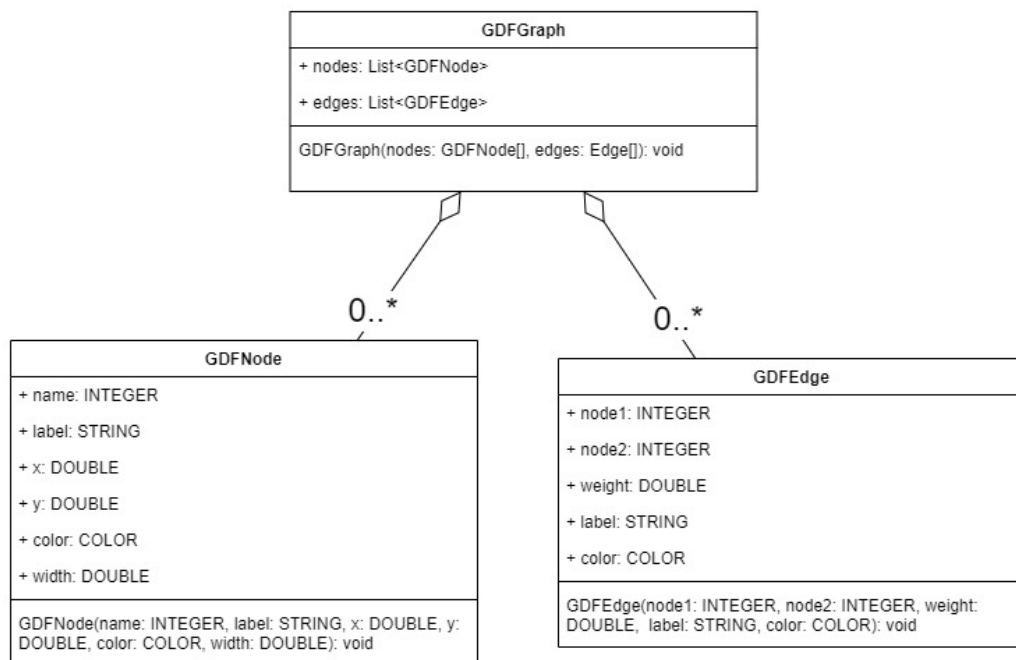 GDFGraph
+ nodes: List<GDFNode>
+ edges: List<GDFEdge>
GDFGraph(nodes: GDFNode[], edges: Edge[]): void
0..*
0..*
GDFNode
+ name: INTEGER
+ label: STRING
+ x: DOUBLE
+ y: DOUBLE
+ color: COLOR
+ width: DOUBLE
GDFNode(name: INTEGER, label: STRING, x: DOUBLE, y:
DOUBLE, color: COLOR, width: DOUBLE): void
GDFEdge
+ node1: INTEGER
+ node2: INTEGER
+ weight: DOUBLE
+ label: STRING
+ color: COLOR
GDFEdge(node1: INTEGER, node2: INTEGER, weight:
DOUBLE, label: STRING, color: COLOR): void